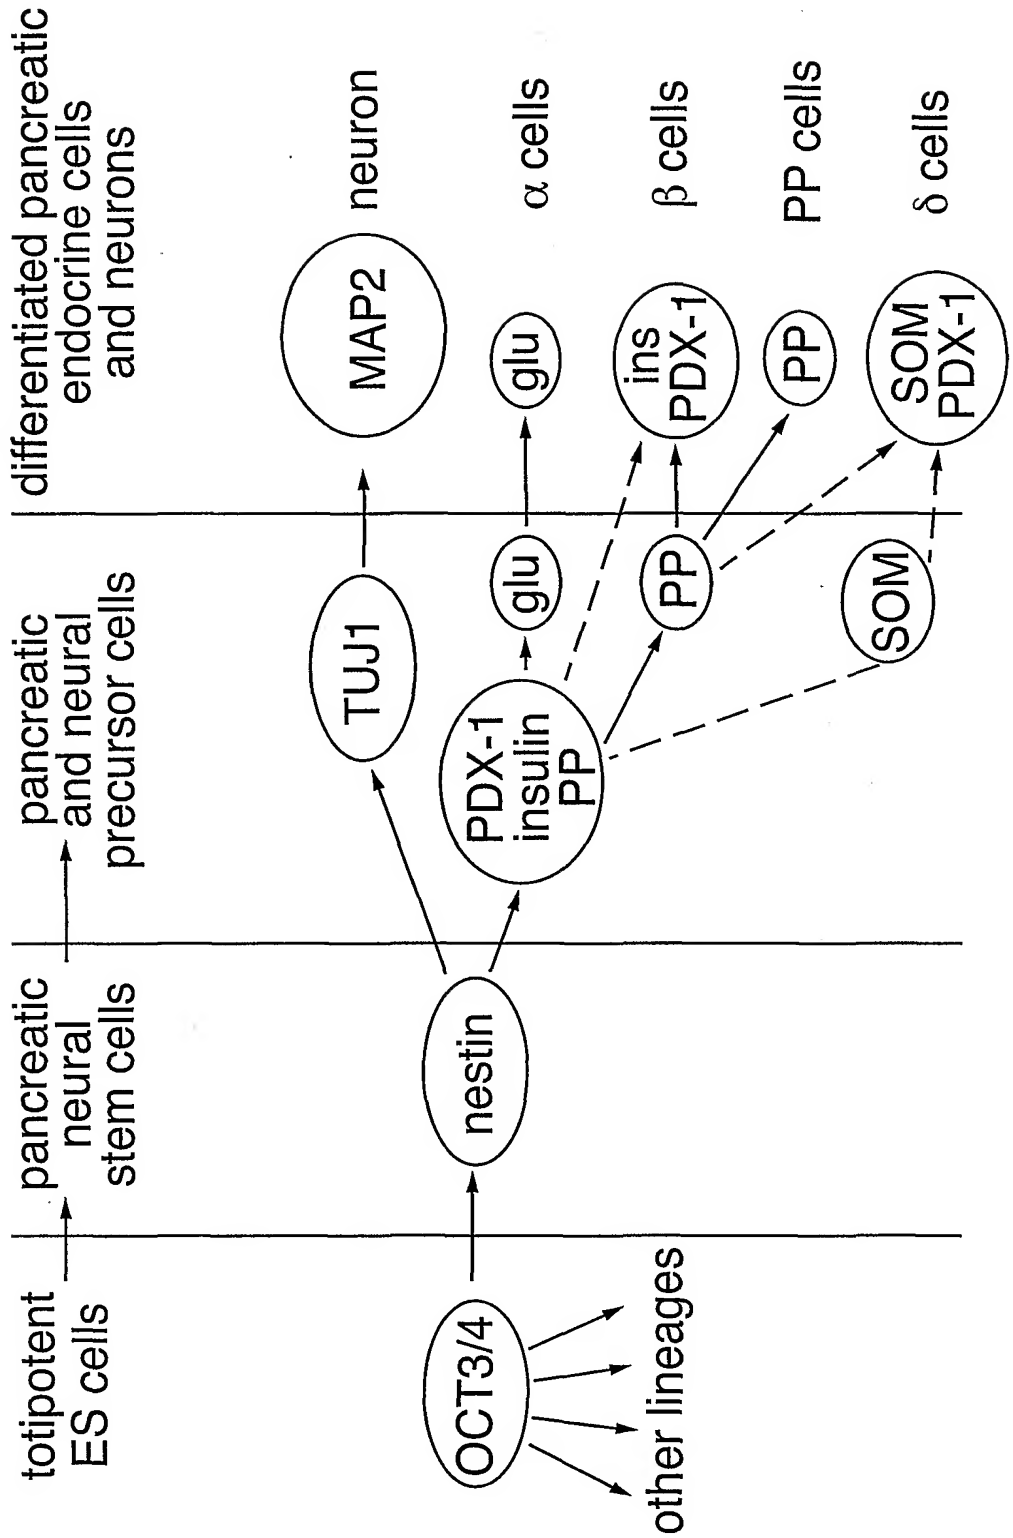 totipotent
ES cells
pancreatic
neural
stem cells
pancreatic
and neural
precursor cells
differentiated pancreatic
endocrine cells
and neurons
OCT3/4
other lineages
nestin
TUJ1
MAP2
neuron
PDX-1
insulin
PP
glu
glu
α cells
ins
PDX-1
β cells
PP
PP
PP cells
SOM
SOM
PDX-1
δ cells